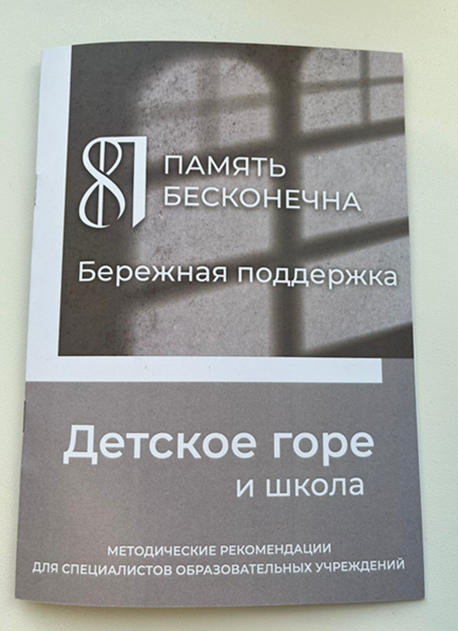 ПАМЯТЬ
БЕСКОНЕЧНА
Бережная поддержка
Детское горе
и школа
МЕТОДИЧЕСКИЕ РЕКОМЕНДАЦИИ
ДЛЯ СПЕЦИАЛИСТОВ ОБРАЗОВАТЕЛЬНЫХ УЧРЕЖДЕНИЙ